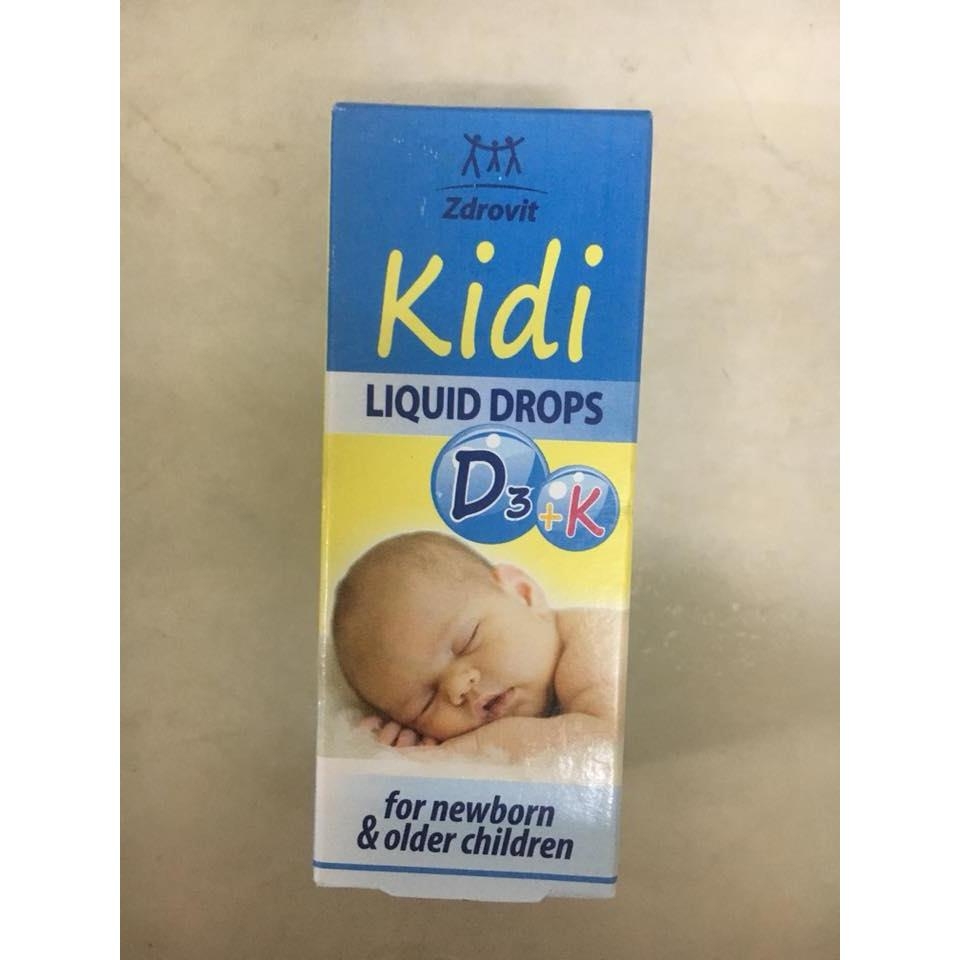 Zdrovit
Kidi
LIQUID DROPS
D3+K
for newborn
& older children